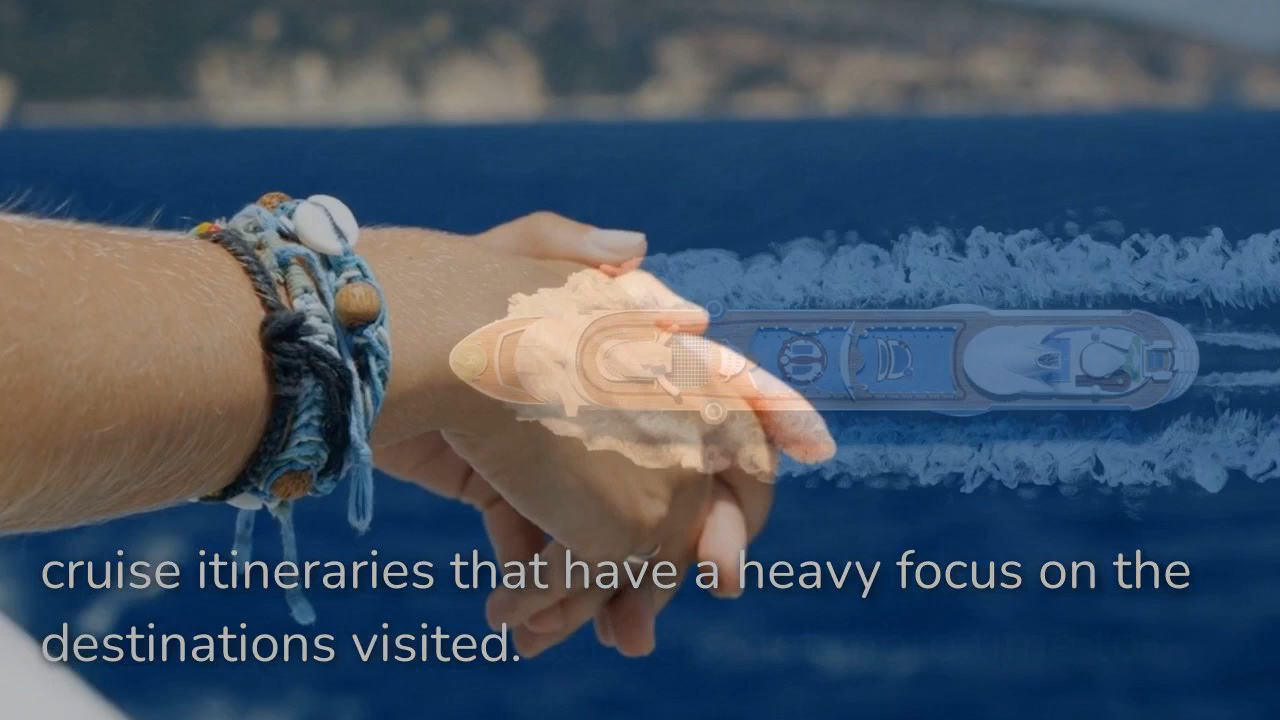 cruise itineraries that have a heavy focus on the
destinations visited.